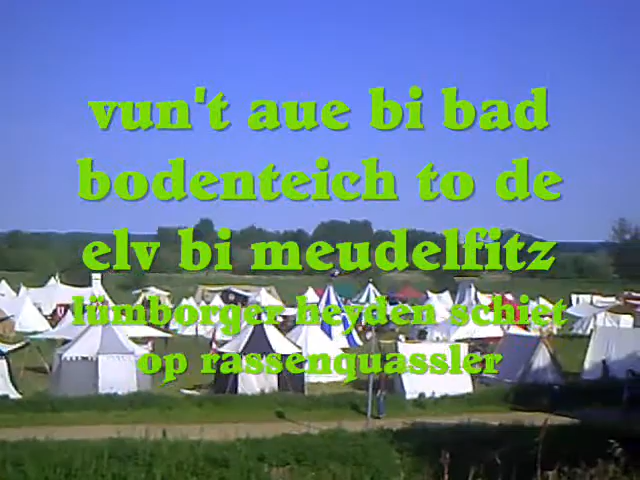 vun't aue bi bad
bodenteich to de
elv bi meudelfitz
lümborger heyden schiet
op rassenquassler